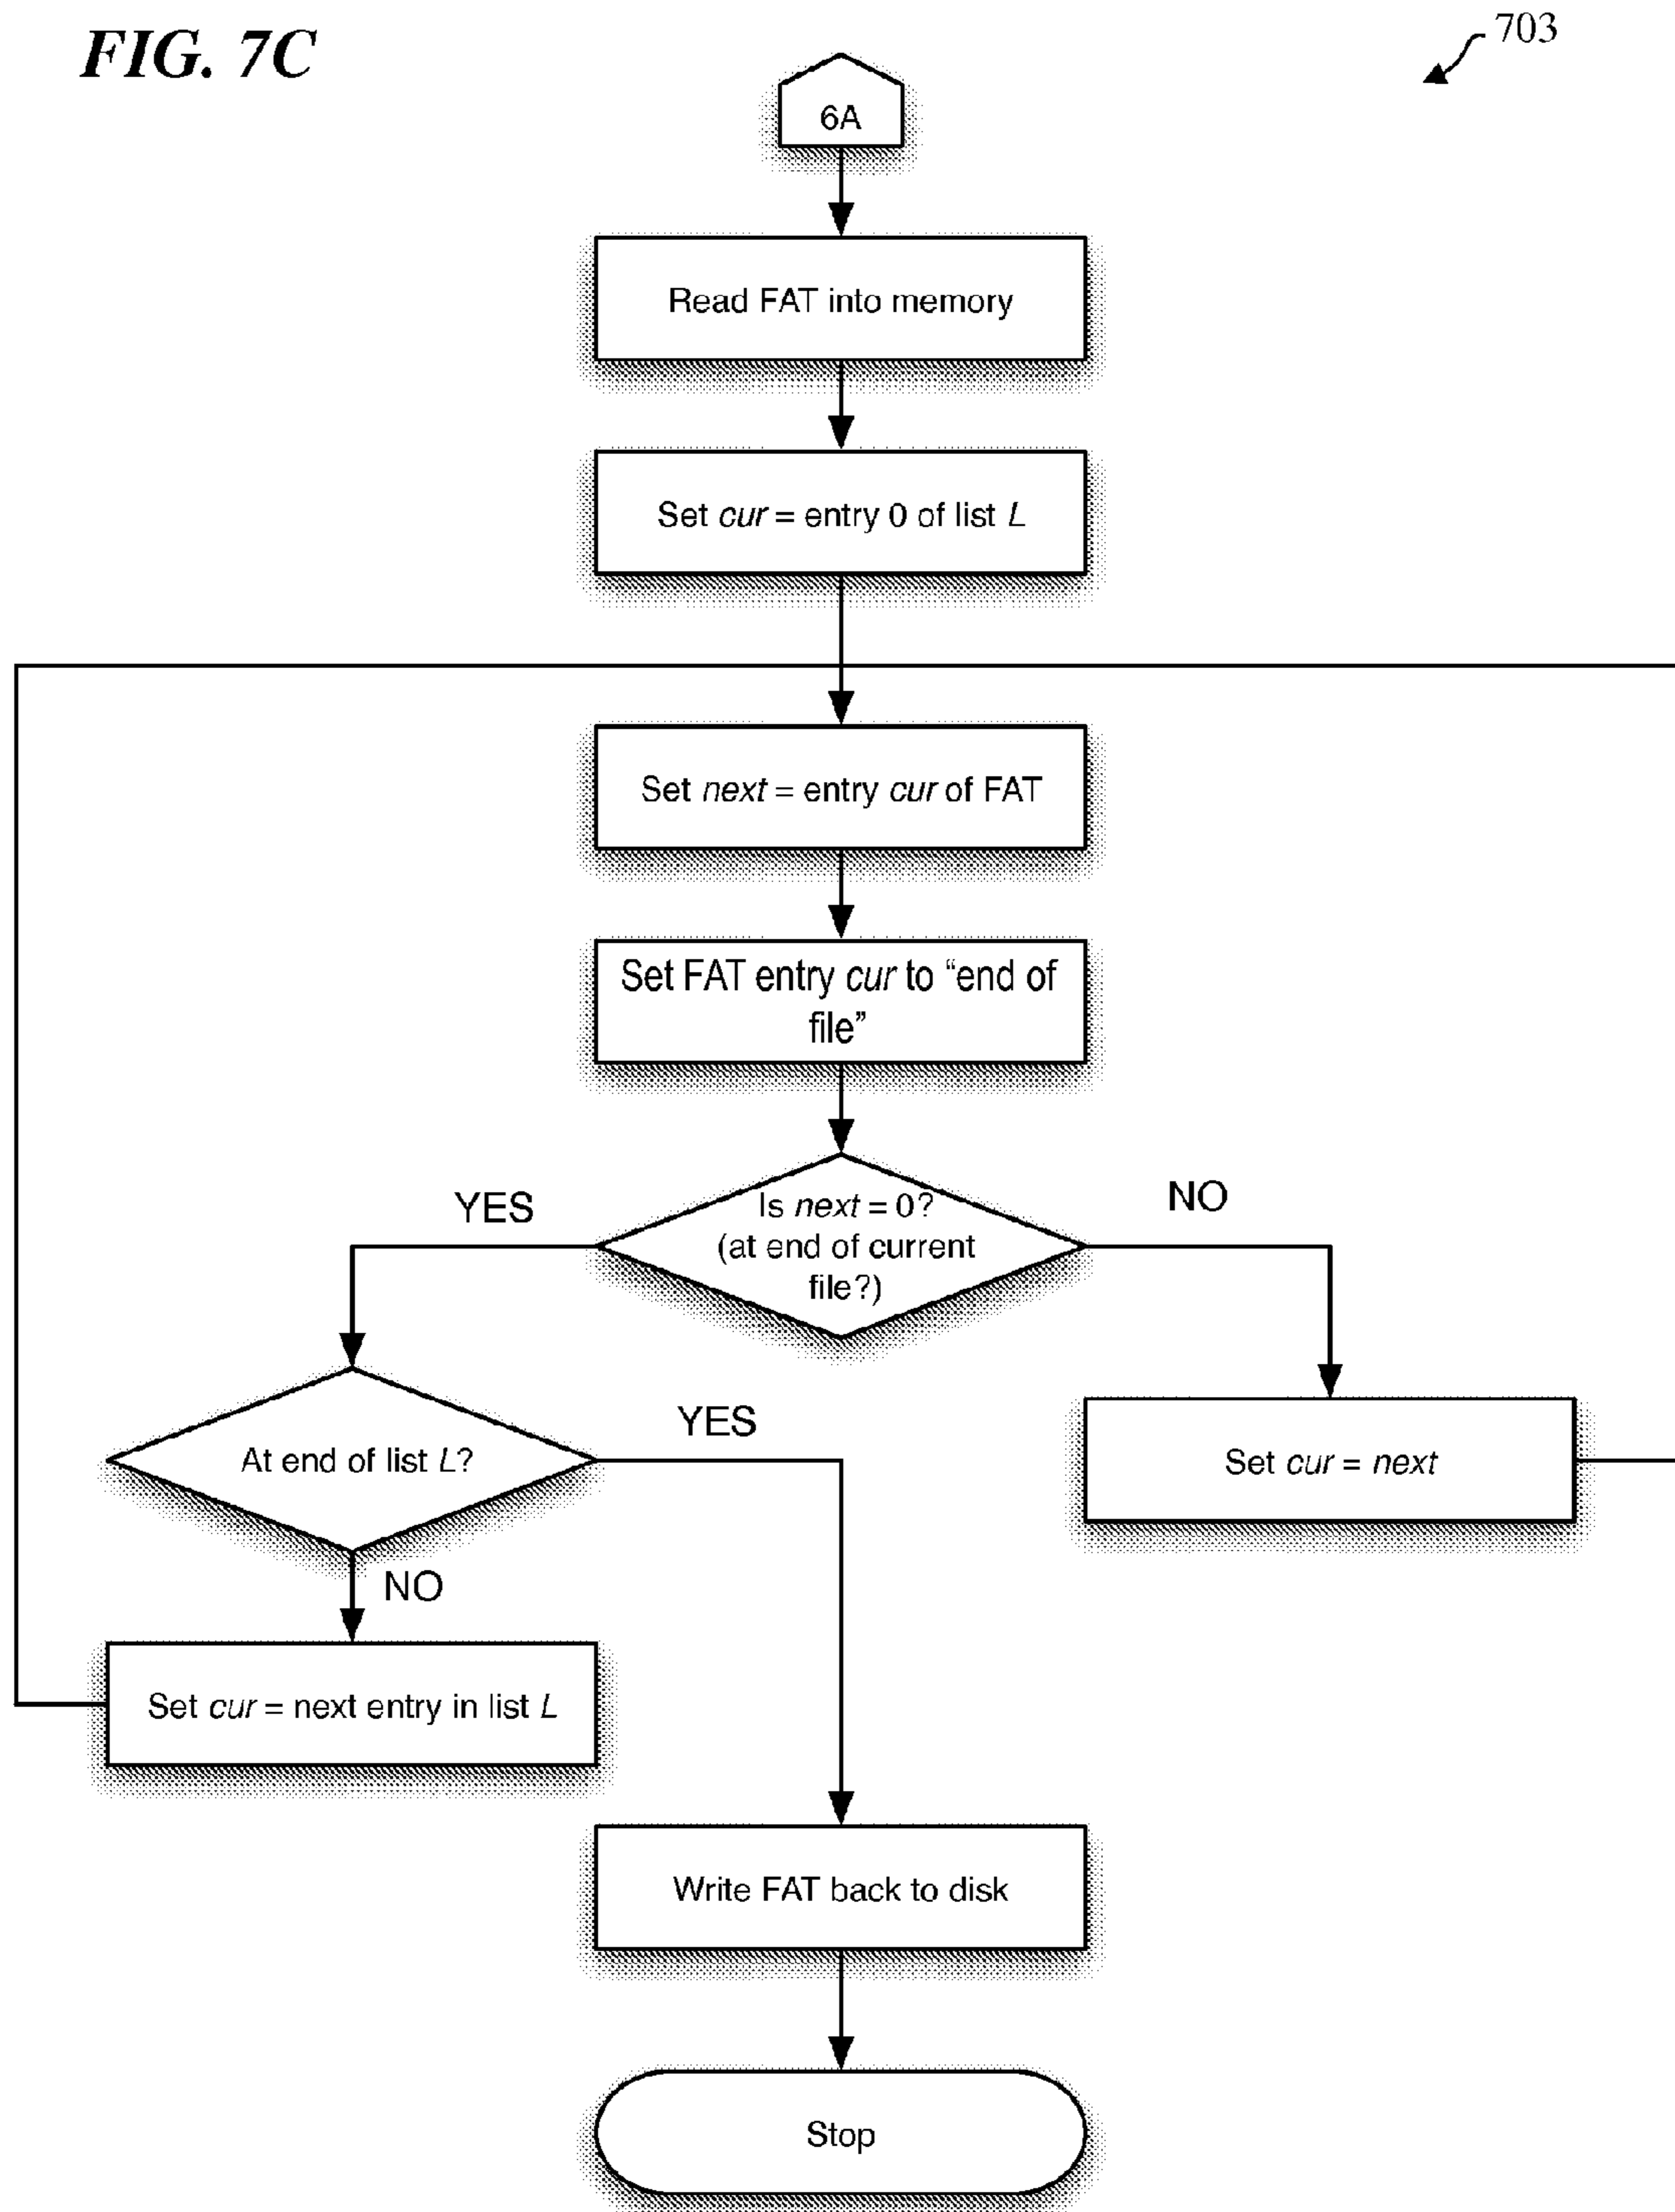 FIG. 7C
703
6A
Read FAT into memory
Set cur = entry 0 of list L
Set next = entry cur of FAT
Set FAT entry cur to “end of
file”
Is next = 0?
(at end of current
file?)
YES
NO
At end of list L?
YES
Set cur = next
NO
Set cur = next entry in list L
Write FAT back to disk
Stop